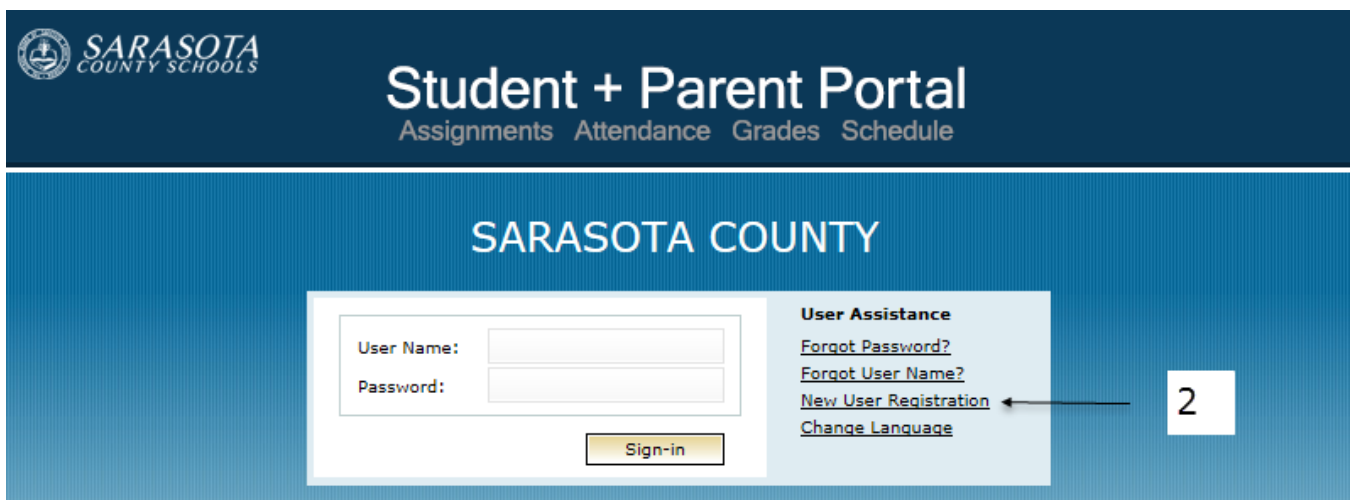 SARASOTA
COUNTY SCHOOLS
Student + Parent Portal
Assignments Attendance Grades Schedule
SARASOTA COUNTY
User Name:
Password:
Sign-in
User Assistance
Forgot Password?
Forgot User Name?
New User Registration
Change Language
2